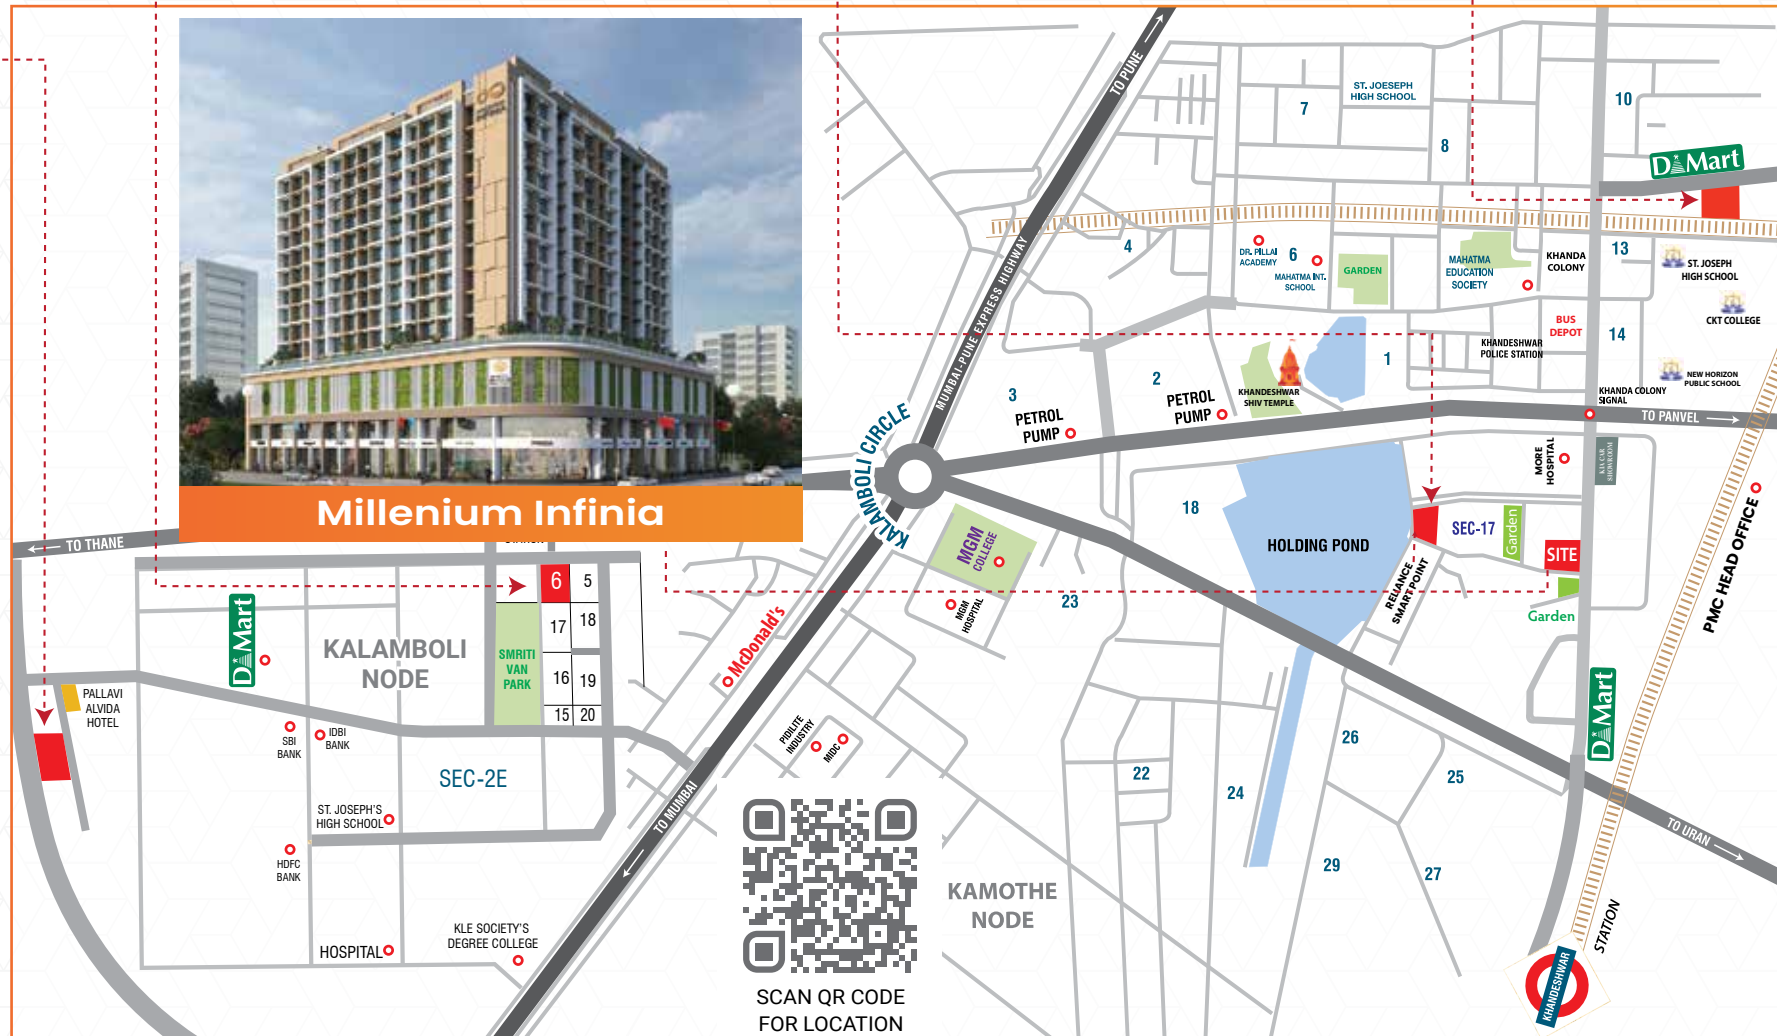 Millenium Infinia
TO PUNE
MUMBAI-PUNE EXPRESS HIGHWAY
KALAMBOLI CIRCLE
TO THANE
TO MUMBAI
TO PANVEL
TO URAN
7
ST. JOESEPH
HIGH SCHOOL
8
10
D Mart
4
DR. PILLAI
ACADEMY
6
MAHATMA INT.
SCHOOL
GARDEN
MAHATMA
EDUCATION
SOCIETY
KHANDA
COLONY
13
ST. JOSEPH
HIGH SCHOOL
CKT COLLEGE
BUS
DEPOT
14
KHANDESHWAR
POLICE STATION
NEW HORIZON
PUBLIC SCHOOL
KHANDA COLONY
SIGNAL
1
2
3
PETROL
PUMP
PETROL
PUMP
KHANDESHWAR
SHIV TEMPLE
MORE
HOSPITAL
KIA CAR
SHOWROOM
PMC HEAD OFFICE
18
HOLDING POND
SEC-17
Garden
SITE
Garden
RELIANCE
SMART POINT
MGM
COLLEGE
MGM
HOSPITAL
23
McDonald's
6
5
17
18
16
19
15
20
SMRITI
VAN
PARK
D Mart
KALAMBOLI
NODE
PALLAVI
ALVIDA
HOTEL
SBI
BANK
IDBI
BANK
SEC-2E
ST. JOSEPH'S
HIGH SCHOOL
HDFC
BANK
HOSPITAL
KLE SOCIETY'S
DEGREE COLLEGE
PIDILITE
INDUSTRY
MIDC
22
24
26
25
29
27
D Mart
KAMOTHE
NODE
SCAN QR CODE
FOR LOCATION
KHANDESHWAR
STATION